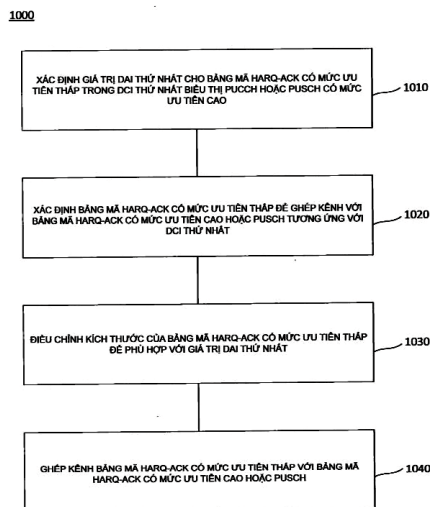 1000
XÁC ĐỊNH GIÁ TRỊ DAI THỨ NHẤT CHO BẢNG MÃ HARQ-ACK CÓ MỨC ƯU
TIÊN THẤP TRONG DCI THỨ NHẤT BIỂU THỊ PUCCH HOẶC PUSCH CÓ MỨC
ƯU TIÊN CAO
1010
XÁC ĐỊNH BẢNG MÃ HARQ-ACK CÓ MỨC ƯU TIÊN THẤP ĐỂ GHÉP KÊNH VỚI
BẢNG MÃ HARQ-ACK CÓ MỨC ƯU TIÊN CAO HOẶC PUSCH TƯƠNG ỨNG VỚI
DCI THỨ NHẤT
1020
ĐIỀU CHỈNH KÍCH THƯỚC CỦA BẢNG MÃ HARQ-ACK CÓ MỨC ƯU TIÊN THẤP
ĐỂ PHÙ HỢP VỚI GIÁ TRỊ DAI THỨ NHẤT
1030
GHÉP KÊNH BẢNG MÃ HARQ-ACK CÓ MỨC ƯU TIÊN THẤP VỚI BẢNG MÃ
HARQ-ACK CÓ MỨC ƯU TIÊN CAO HOẶC PUSCH
1040